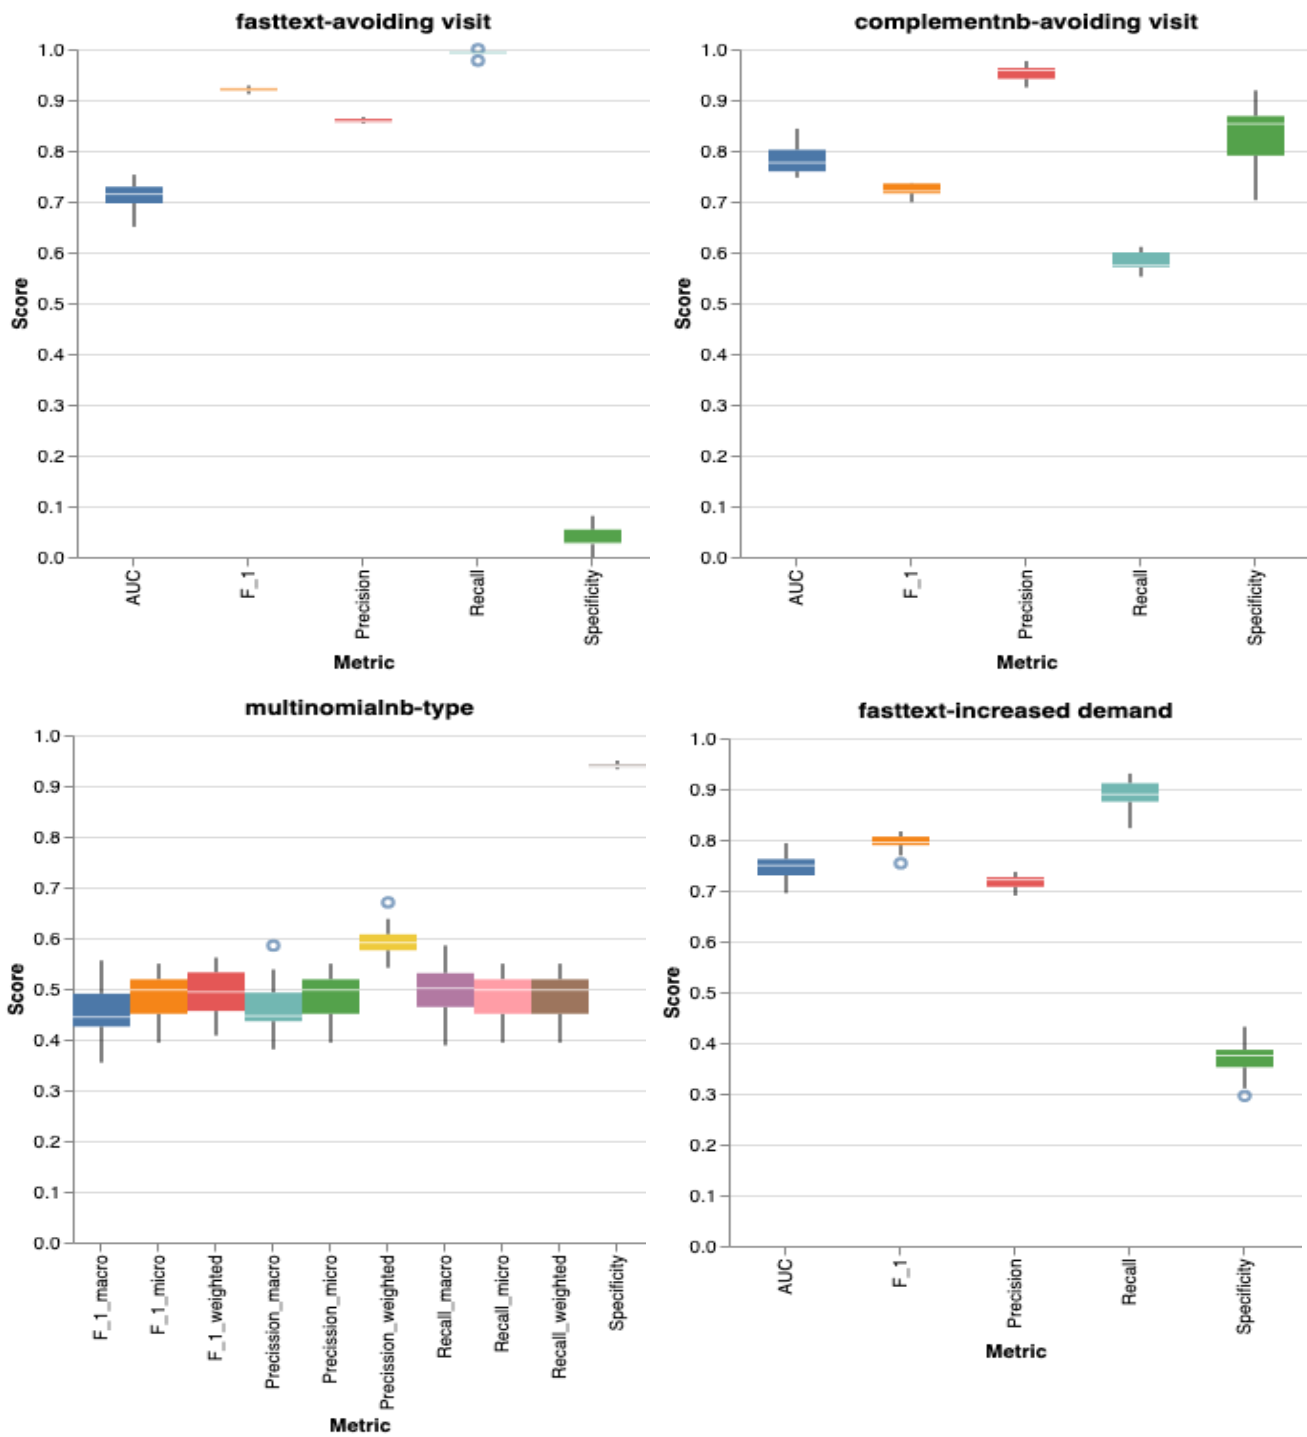 fasttext-avoiding visit
1.0
0.9
0.8
0.7
0.6
0.5
0.4
0.3
0.2
0.1
0.0
Score
AUC
F_1
Precision
Recall
Specificity
Metric
complementnb-avoiding visit
1.0
0.9
0.8
0.7
0.6
0.5
0.4
0.3
0.2
0.1
0.0
Score
AUC
F_1
Precision
Recall
Specificity
Metric
multinomialnb-type
1.0
0.9
0.8
0.7
0.6
0.5
0.4
0.3
0.2
0.1
0.0
Score
F_1_macro
F_1_micro
F_1_weighted
Precission_macro
Precission_micro
Precission_weighted
Recall_macro
Recall_micro
Recall_weighted
Specificity
Metric
fasttext-increased demand
1.0
0.9
0.8
0.7
0.6
0.5
0.4
0.3
0.2
0.1
0.0
Score
AUC
F_1
Precision
Recall
Specificity
Metric